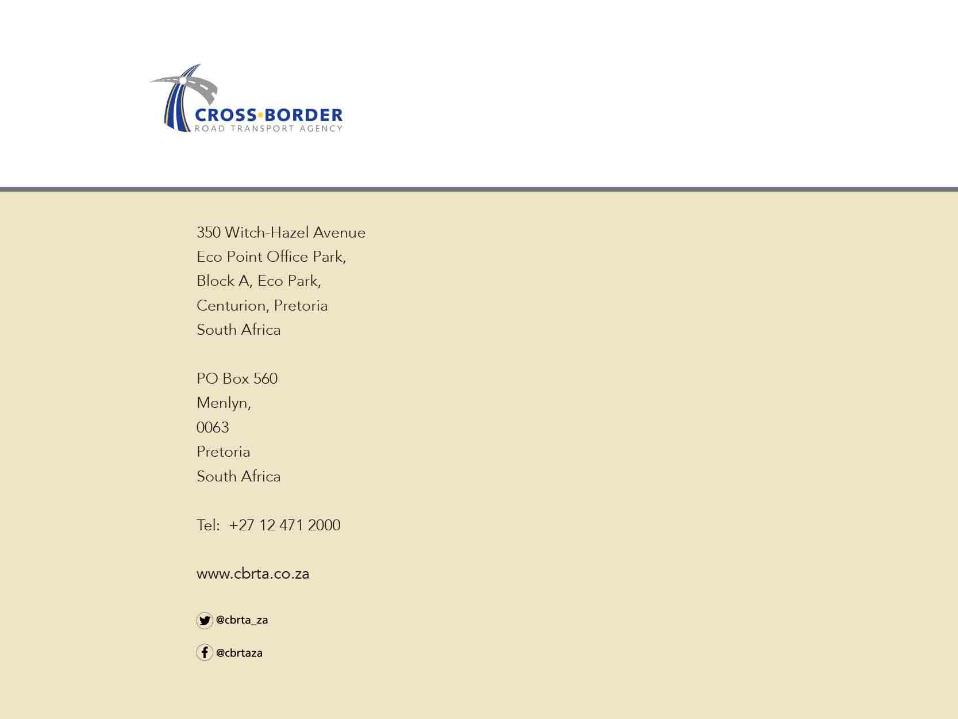 CROSS•BORDER
ROAD TRANSPORT AGENCY
350 Witch-Hazel Avenue
Eco Point Office Park,
Block A, Eco Park,
Centurion, Pretoria
South Africa
PO Box 560
Menlyn,
0063
Pretoria
South Africa
Tel: +27 12 471 2000
www.cbrta.co.za
@cbrta_za
@cbrtaza